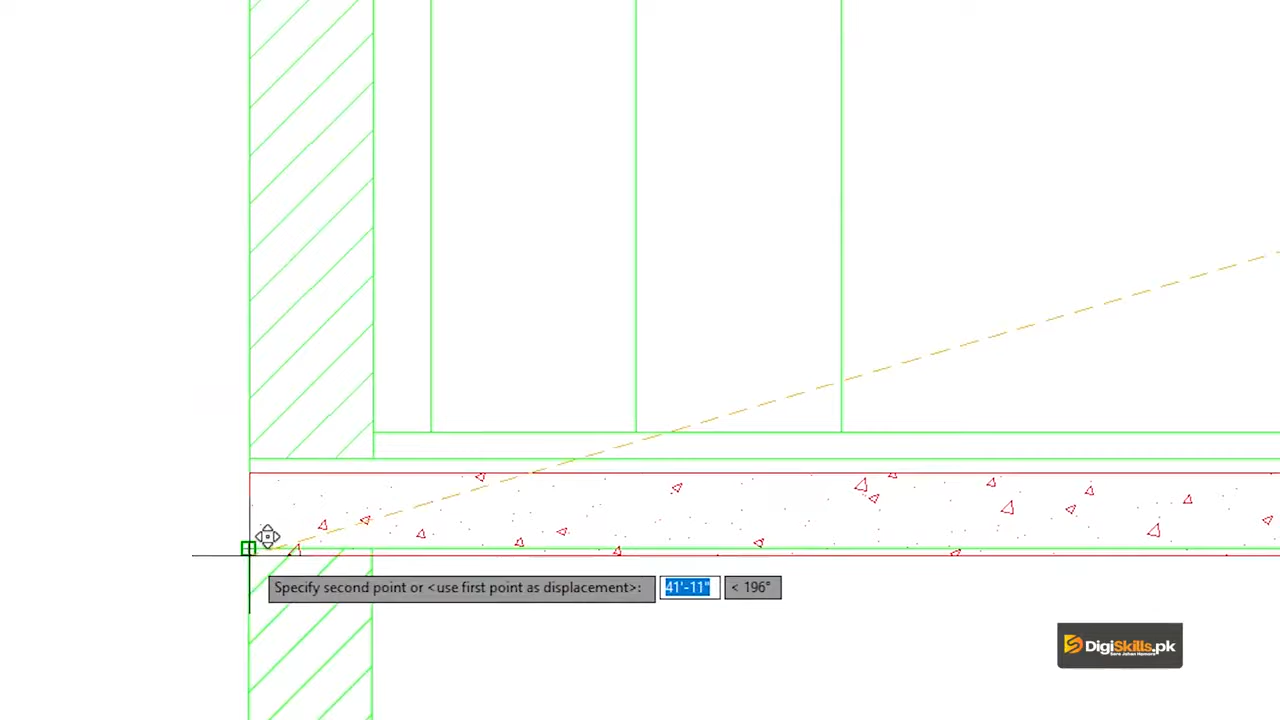 Specify second point or <use first point as displacement>: 41'-11" < 196°
DigiSkills.pk